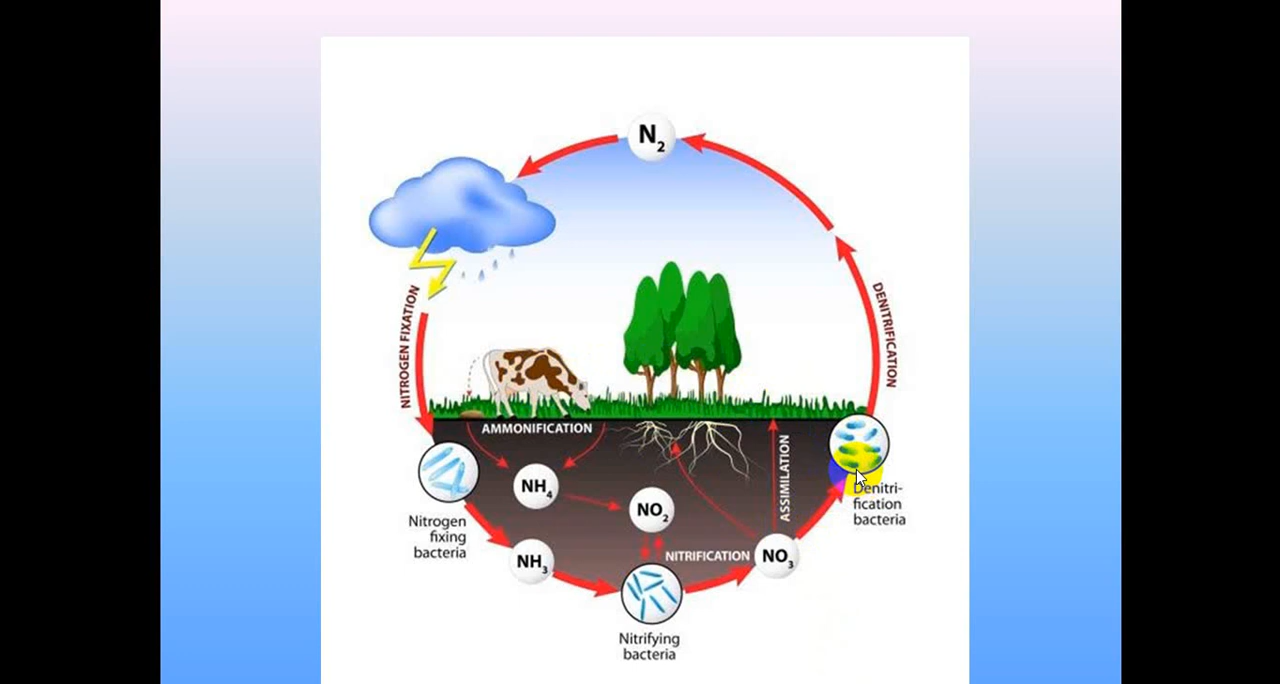 N2
NITROGEN FIXATION
DENITRIFICATION
AMMONIFICATION
NH4
NO2
ASSIMILATION
Denitri-
fication
bacteria
Nitrogen
fixing
bacteria
NH3
NITRIFICATION
NO3
Nitrifying
bacteria